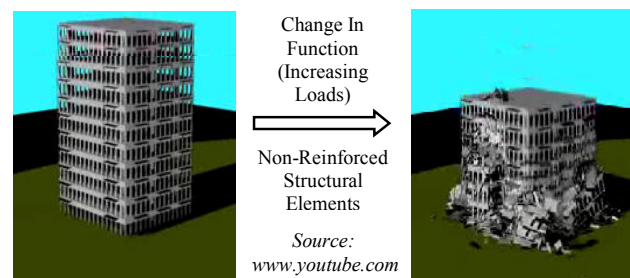 Change In
Function
(Increasing
Loads)
Non-Reinforced
Structural
Elements
Source:
www.youtube.com